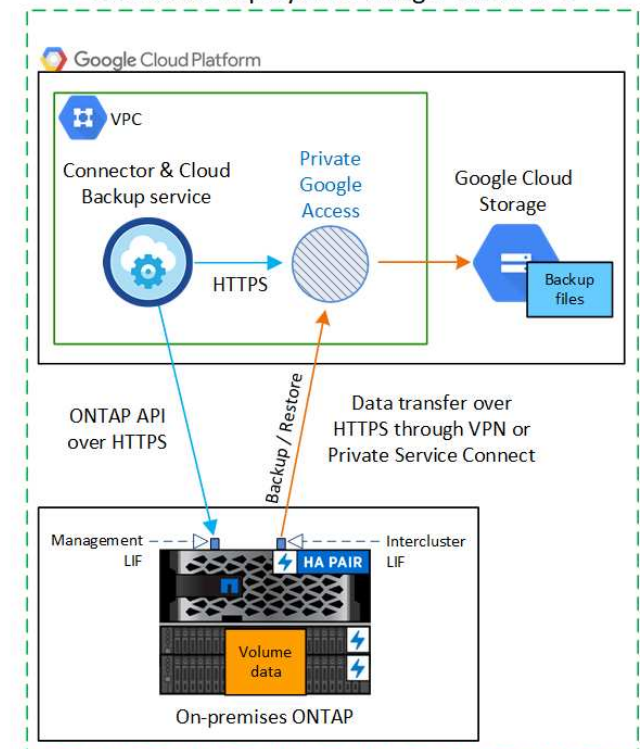 Google Cloud Platform
VPC
Connector & Cloud
Backup service
Private
Google
Access
Google Cloud
Storage
HTTPS
Backup
files
ONTAP API
over HTTPS
Backup / Restore
Data transfer over
HTTPS through VPN or
Private Service Connect
Management
LIF
Intercluster
LIF
HA PAIR
Volume
data
On-premises ONTAP